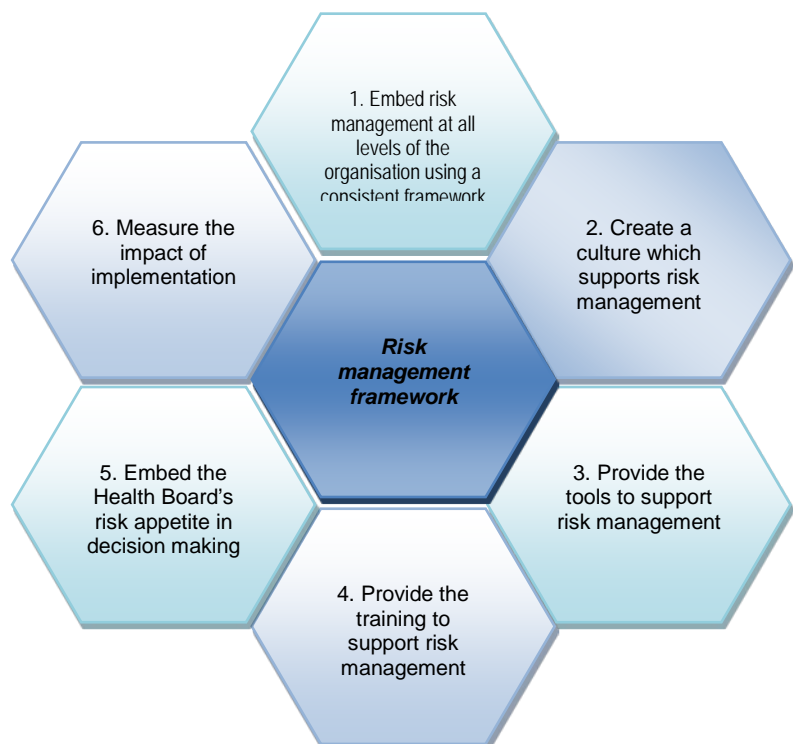 1. Embed risk
management at all
levels of the
organisation using a
consistent framework
6. Measure the
impact of
implementation
2. Create a
culture which
supports risk
management
Risk
management
framework
5. Embed the
Health Board’s
risk appetite in
decision making
3. Provide the
tools to support
risk management
4. Provide the
training to
support risk
management